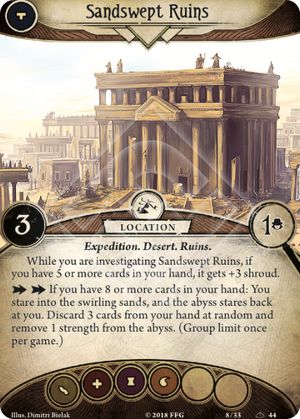 Sandswept Ruins
3
LOCATION
1
Expedition. Desert. Ruins.
While you are investigating Sandswept Ruins, if
you have 5 or more cards in your hand, it gets +3 shroud.
If you have 8 or more cards in your hand: You
stare into the swirling sands, and the abyss stares back
at you. Discard 3 cards from your hand at random and
remove 1 strength from the abyss. (Group limit once
per game.)
Illus. Dimitri Bielak
© 2018 FFG
8/33
44